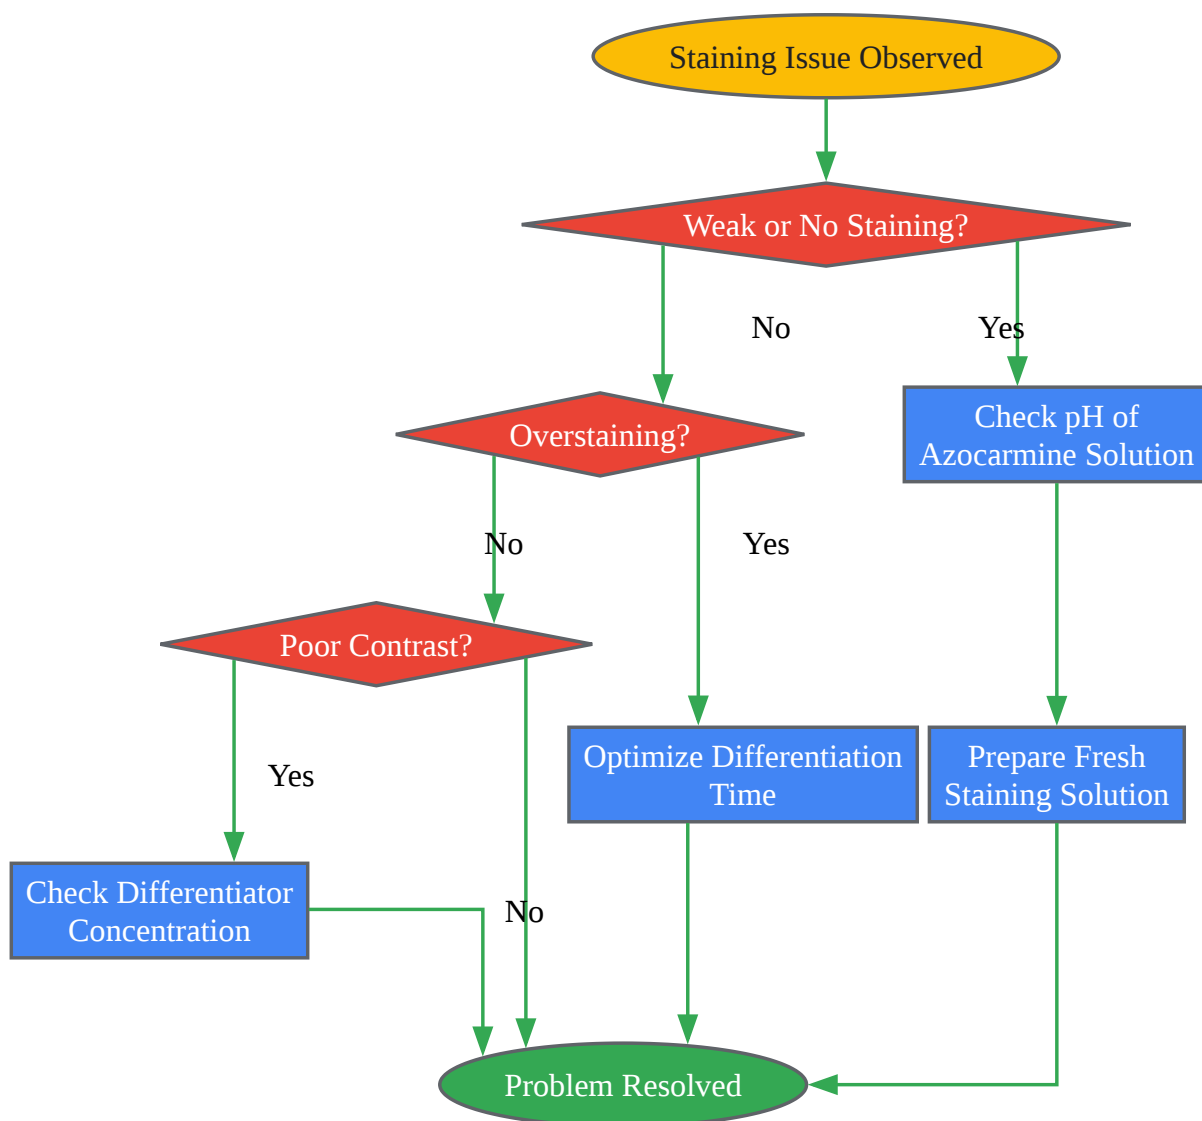 Staining Issue Observed
Weak or No Staining?
No
Yes
Check pH of
Azocarmine Solution
Overstaining?
No
Yes
Poor Contrast?
Yes
Optimize Differentiation
Time
Prepare Fresh
Staining Solution
Check Differentiator
Concentration
No
Problem Resolved